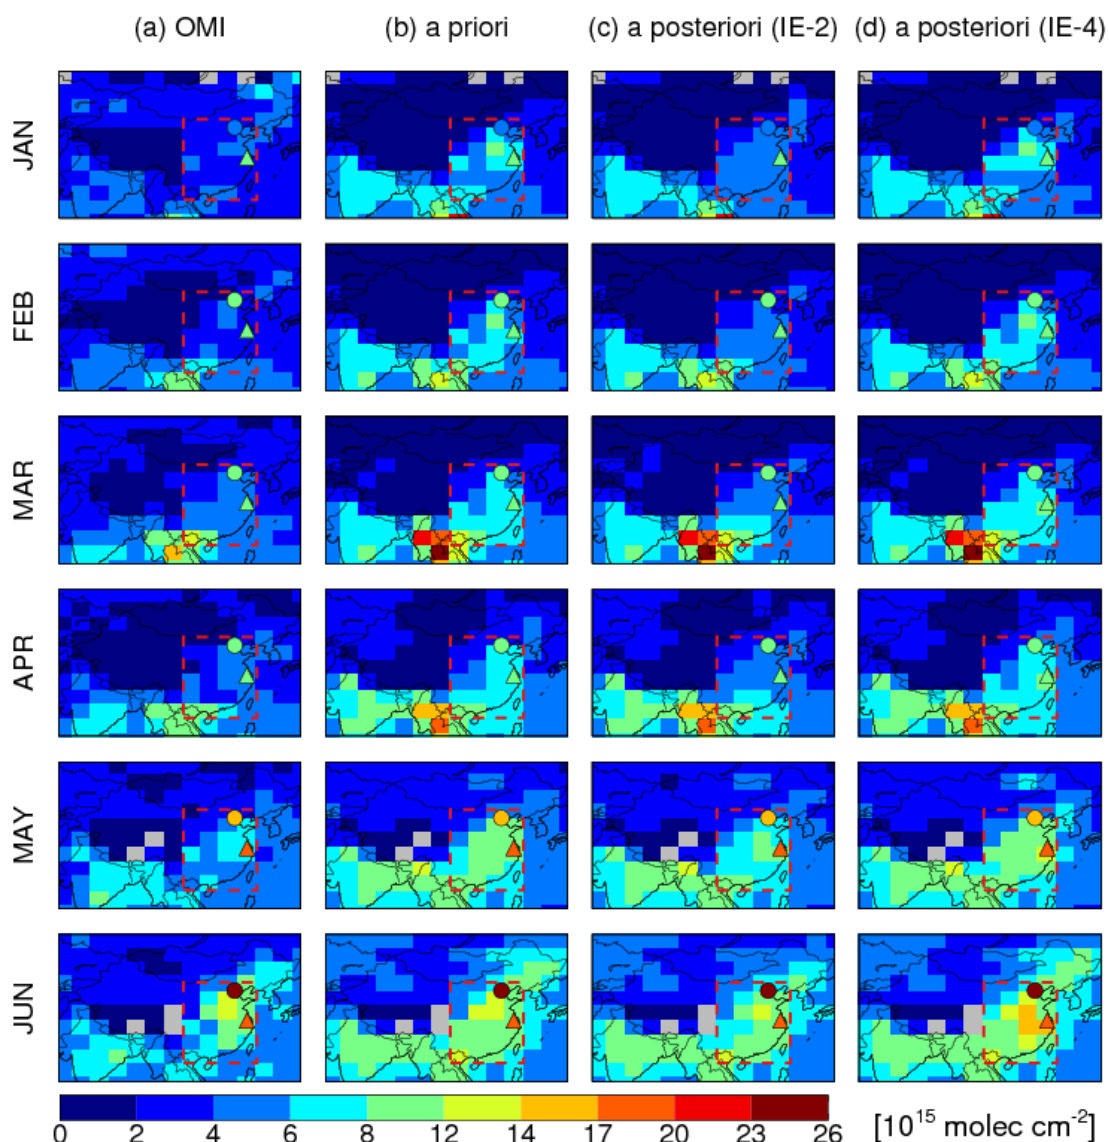 (a) OMI (b) a priori (c) a posteriori (IE-2) (d) a posteriori (IE-4)
JAN
FEB
MAR
APR
MAY
JUN
0 2 4 6 8 12 14 17 20 23 26
[10¹⁵ molec cm⁻²]